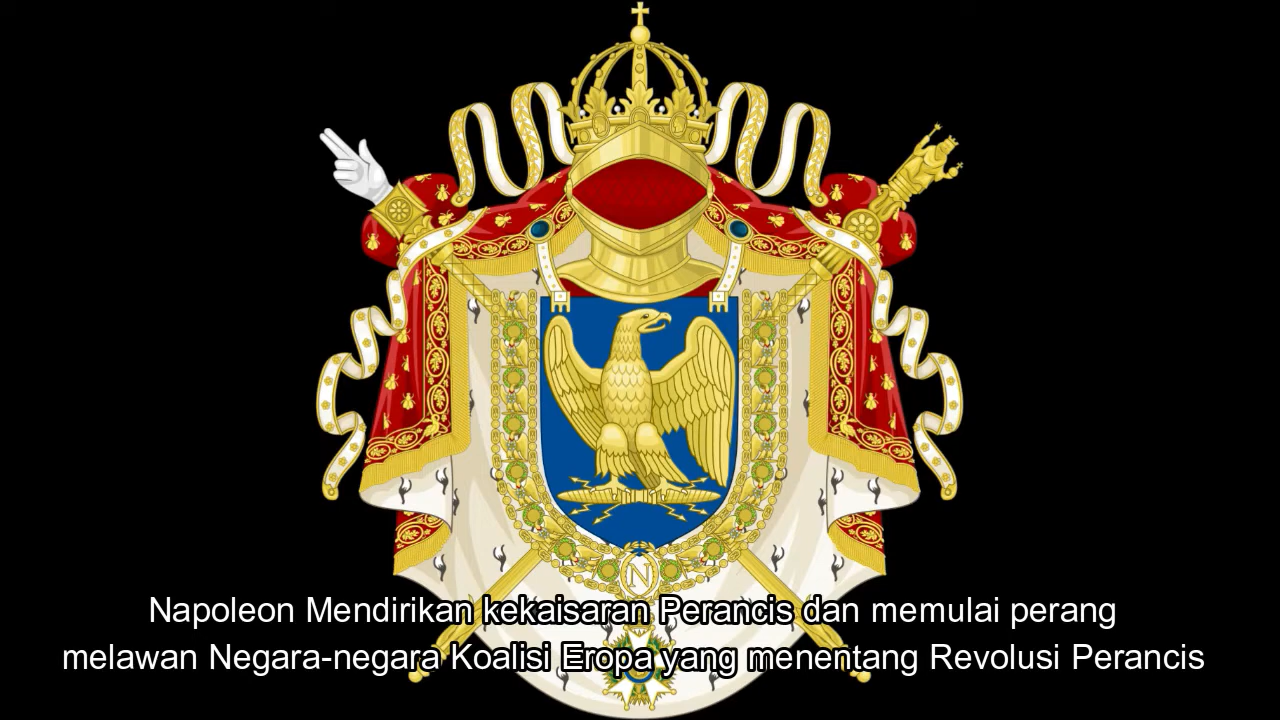 N
Napoleon Mendirikan kekaisaran Perancis dan memulai perang
melawan Negara-negara Koalisi Eropa yang menentang Revolusi Perancis